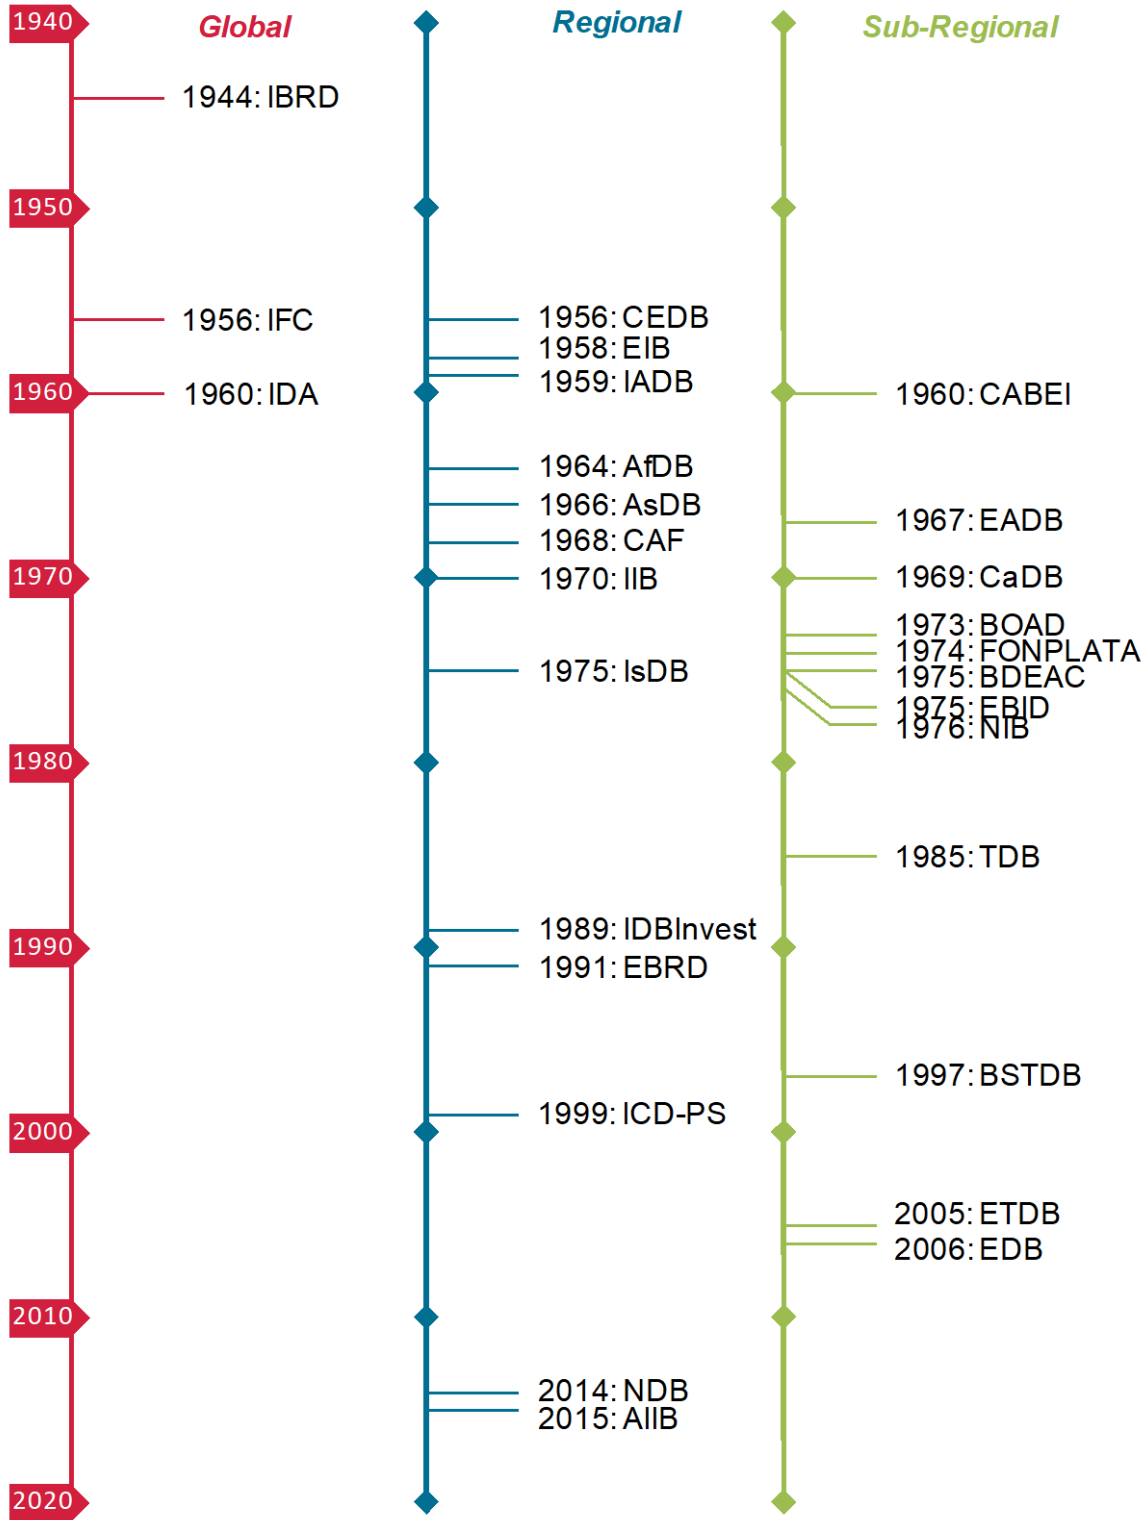 Global
Regional
Sub-Regional
1940
1944: IBRD
1950
1956: IFC
1956: CEDB
1958: EIB
1959: IADB
1960
1960: IDA
1960: CABEI
1964: AfDB
1966: AsDB
1967: EADB
1968: CAF
1970
1970: IIB
1969: CaDB
1973: BOAD
1974: FONPLATA
1975: IsDB
1975: BDEAC
1975: EBID
1976: NIB
1980
1985: TDB
1989: IDBInvest
1990
1991: EBRD
1997: BSTDB
1999: ICD-PS
2000
2005: ETDB
2006: EDB
2010
2014: NDB
2015: AIIB
2020